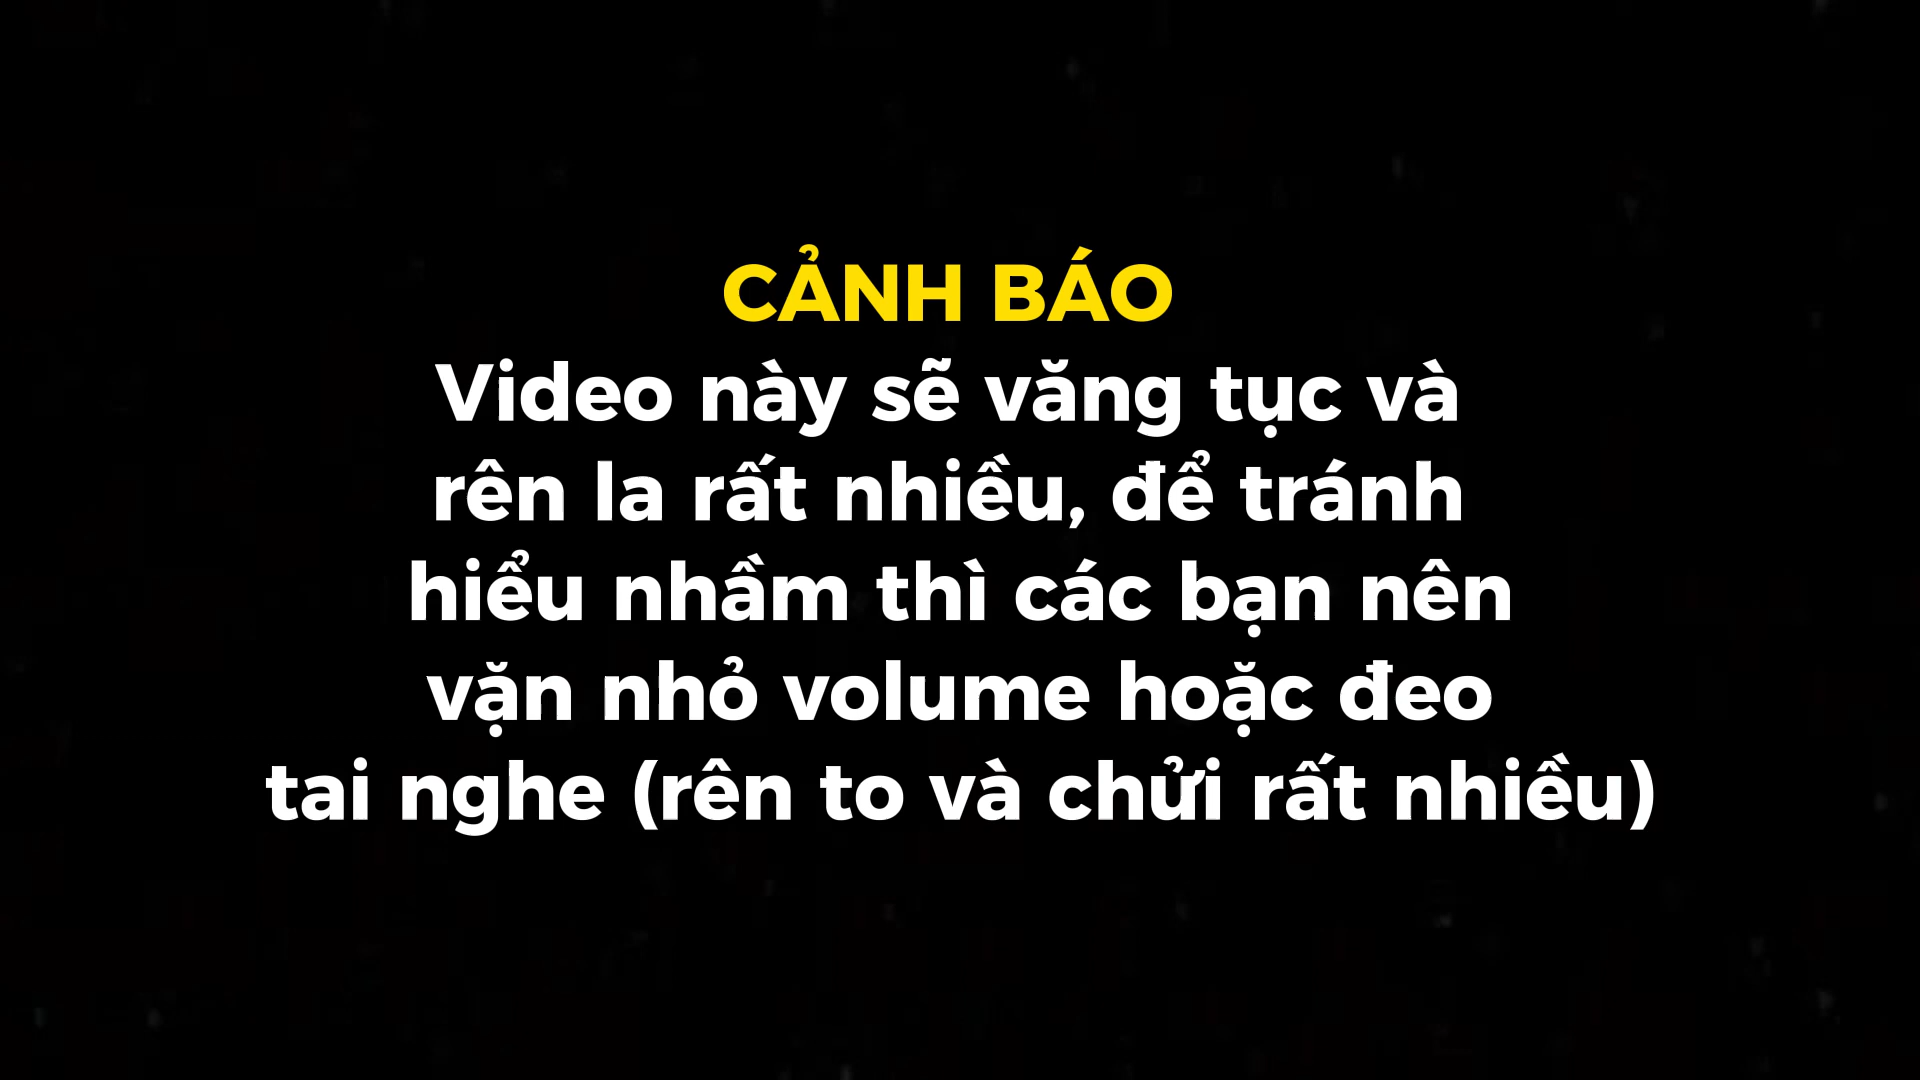 CẢNH BÁO
Video này sẽ văng tục và
rên la rất nhiều, để tránh
hiểu nhầm thì các bạn nên
vặn nhỏ volume hoặc đeo
tai nghe (rên to và chửi rất nhiều)